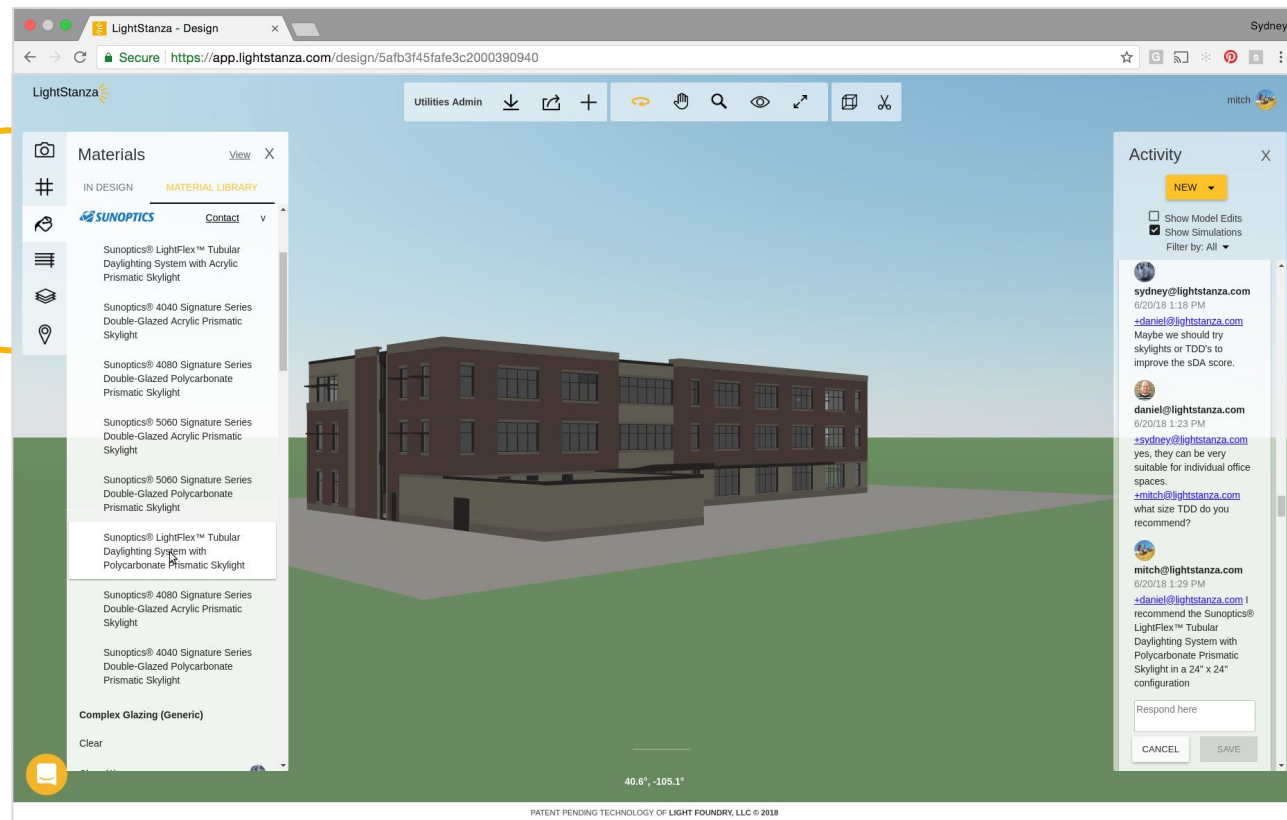 LightStanza - Design
Sydney
Secure | https://app.lightstanza.com/design/5afb3f45fafe3c2000390940
LightStanza
Utilities Admin
mitch
Materials
View X
IN DESIGN MATERIAL LIBRARY
SUNOPTICS Contact v
Sunoptics® LightFlex™ Tubular
Daylighting System with Acrylic
Prismatic Skylight
Sunoptics® 4040 Signature Series
Double-Glazed Acrylic Prismatic
Skylight
Sunoptics® 4080 Signature Series
Double-Glazed Polycarbonate
Prismatic Skylight
Sunoptics® 5060 Signature Series
Double-Glazed Acrylic Prismatic
Skylight
Sunoptics® 5060 Signature Series
Double-Glazed Polycarbonate
Prismatic Skylight
Sunoptics® LightFlex™ Tubular
Daylighting System with
Polycarbonate Prismatic Skylight
Sunoptics® 4080 Signature Series
Double-Glazed Acrylic Prismatic
Skylight
Sunoptics® 4040 Signature Series
Double-Glazed Polycarbonate
Prismatic Skylight
Complex Glazing (Generic)
Clear
Activity X
NEW
Show Model Edits
Show Simulations
Filter by: All
sydney@lightstanza.com
6/20/18 1:18 PM
+daniel@lightstanza.com
Maybe we should try
skylights or TDD's to
improve the sDA score.
daniel@lightstanza.com
6/20/18 1:23 PM
+sydney@lightstanza.com
yes, they can be very
suitable for individual office
spaces.
+mitch@lightstanza.com
what size TDD do you
recommend?
mitch@lightstanza.com
6/20/18 1:29 PM
+daniel@lightstanza.com I
recommend the Sunoptics®
LightFlex™ Tubular
Daylighting System with
Polycarbonate Prismatic
Skylight in a 24" x 24"
configuration
Respond here
CANCEL SAVE
40.6°, -105.1°
PATENT PENDING TECHNOLOGY OF LIGHT FOUNDRY, LLC © 2018